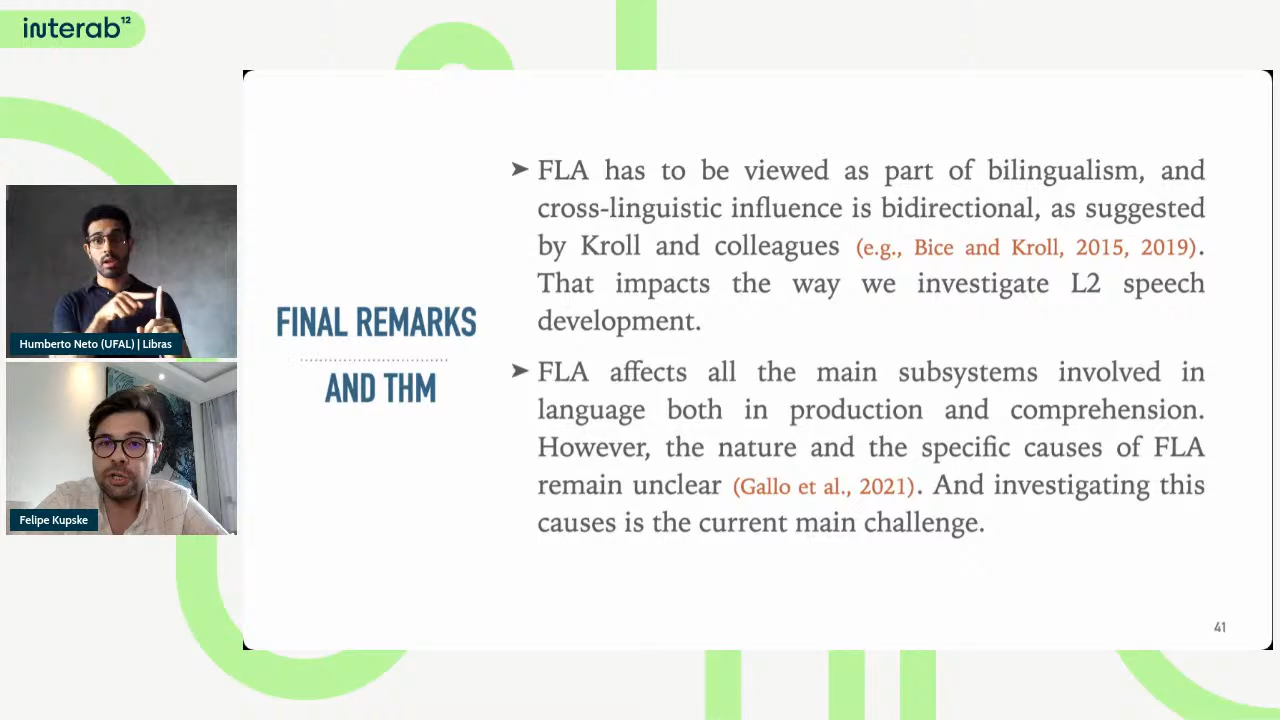 interab¹²
Humberto Neto (UFAL) | Libras
Felipe Kupske
FINAL REMARKS
AND THM
➤ FLA has to be viewed as part of bilingualism, and
cross-linguistic influence is bidirectional, as suggested
by Kroll and colleagues (e.g., Bice and Kroll, 2015, 2019).
That impacts the way we investigate L2 speech
development.
➤ FLA affects all the main subsystems involved in
language both in production and comprehension.
However, the nature and the specific causes of FLA
remain unclear (Gallo et al., 2021). And investigating this
causes is the current main challenge.
41